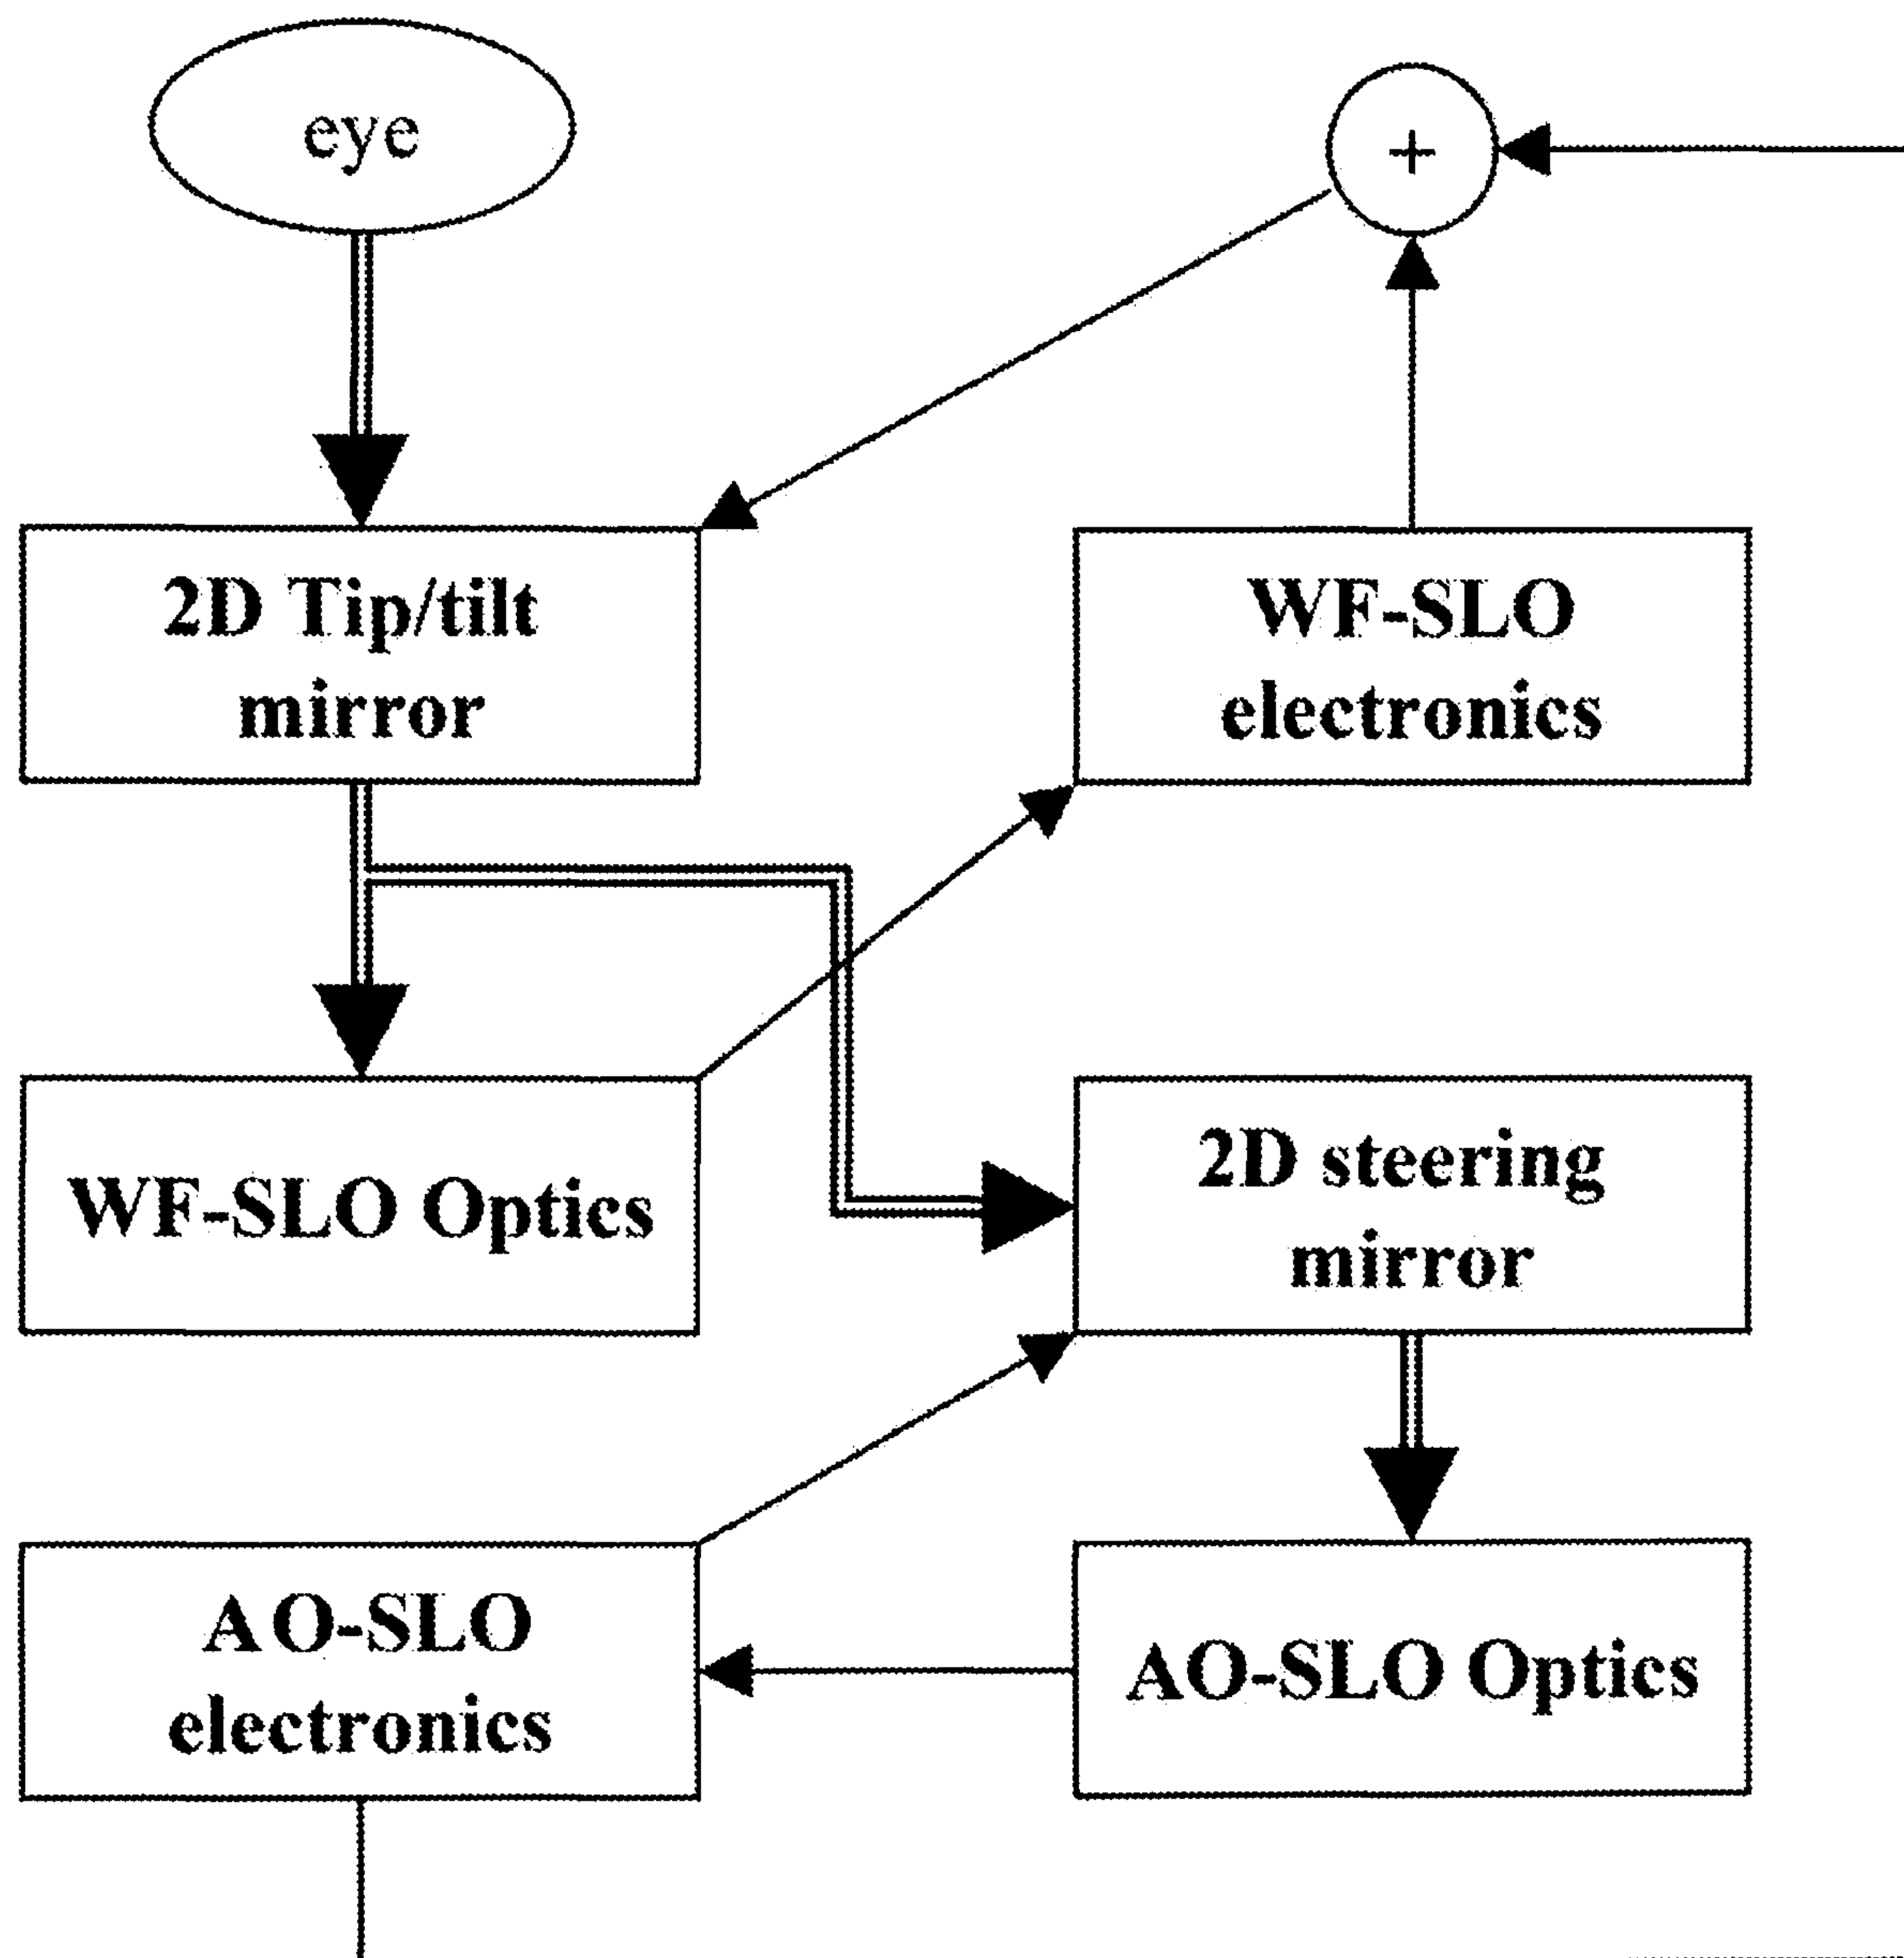 eye
+
2D Tip/tilt
mirror
WF-SLO
electronics
WF-SLO Optics
2D steering
mirror
AO-SLO
electronics
AO-SLO Optics